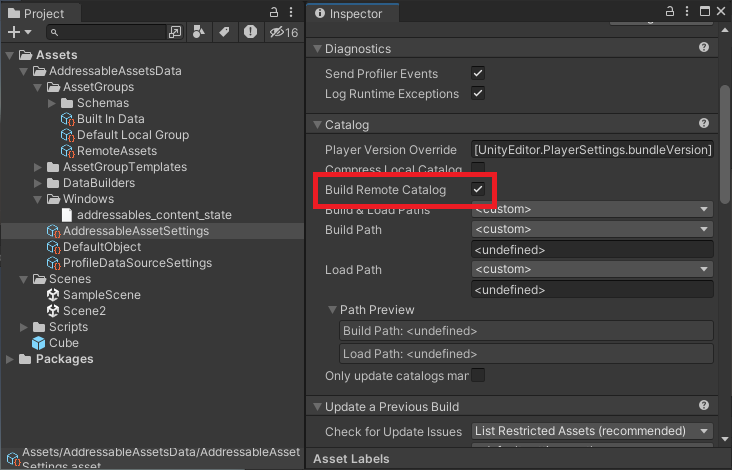 Project
16
Assets
AddressableAssetsData
AssetGroups
Schemas
Built In Data
Default Local Group
RemoteAssets
AssetGroupTemplates
DataBuilders
Windows
addressables_content_state
AddressableAssetSettings
DefaultObject
ProfileDataSourceSettings
Scenes
SampleScene
Scene2
Scripts
Cube
Packages
Assets/AddressableAssetsData/AddressableAsset
Settings.asset
Inspector
Diagnostics
Send Profiler Events
Log Runtime Exceptions
Catalog
Player Version Override [UnityEditor.PlayerSettings.bundleVersion]
Compress Local Catalog
Build Remote Catalog
Build & Load Paths <custom>
Build Path <custom>
<undefined>
Load Path <custom>
<undefined>
Path Preview
Build Path: <undefined>
Load Path: <undefined>
Only update catalogs mar
Update a Previous Build
Check for Update Issues List Restricted Assets (recommended)
Asset Labels